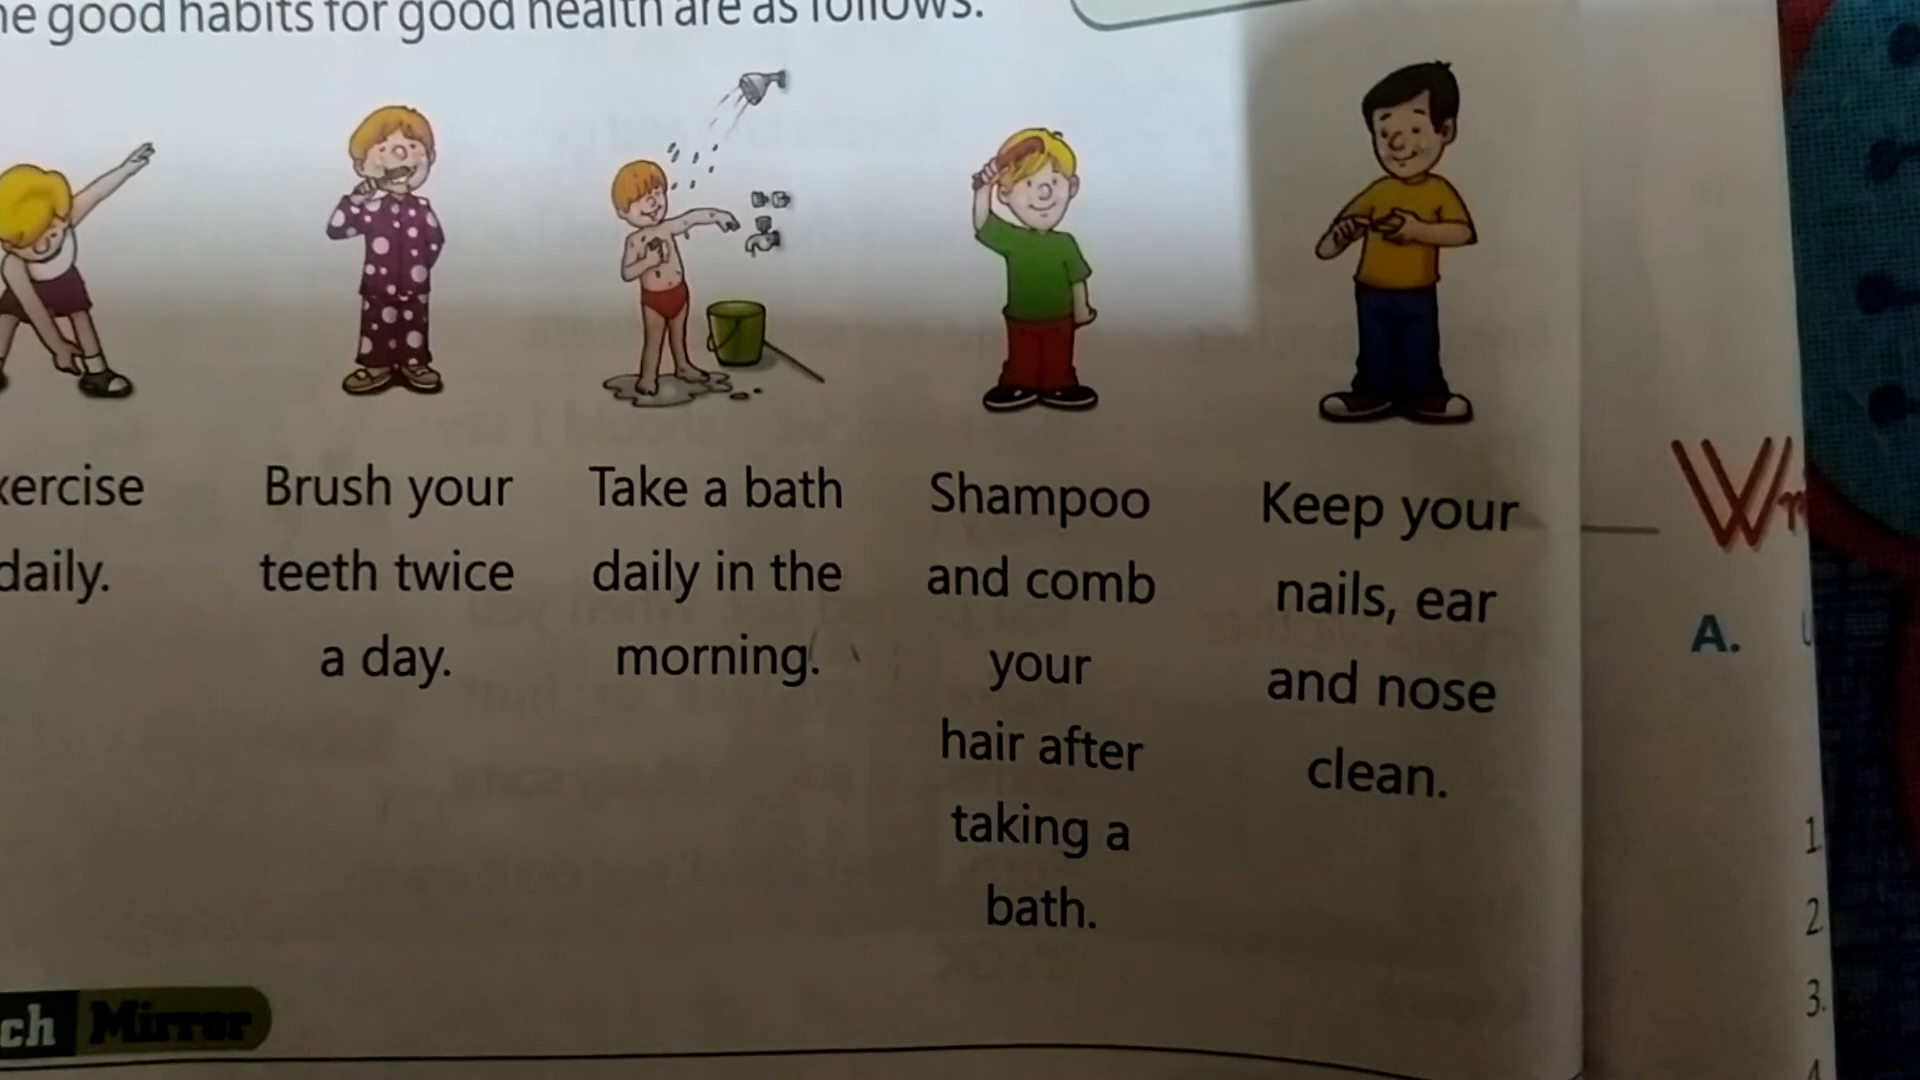 good habits for good health are as follows.
daily.
Brush your
teeth twice
a day.
Take a bath
daily in the
morning.
Shampoo
and comb
your
hair after
taking a
bath.
Keep your
nails, ear
and nose
clean.
Mirror
A.
1
2
3.